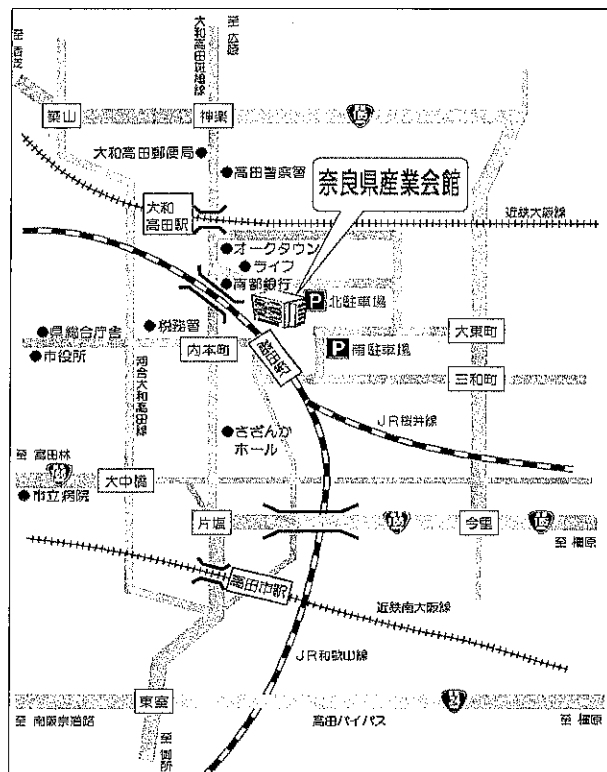 至 香芝
大和高田斑鳩線
至 広陵
築山
神楽
165
大和高田郵便局
高田警察署
奈良県産業会館
大和
高田駅
近鉄大阪線
オークタウン
ライフ
南都銀行
P 北駐車場
県総合庁舎
税務署
市役所
内本町
高田駅
P 南駐車場
大東町
三和町
河合大和高田線
JR桜井線
さざんか
ホール
至 富田林
166
大中橋
市立病院
片塩
今里
165
至 橿原
高田市駅
近鉄南大阪線
JR和歌山線
東室
至 南阪奈道路
高田バイパス
至 橿原
至 御所